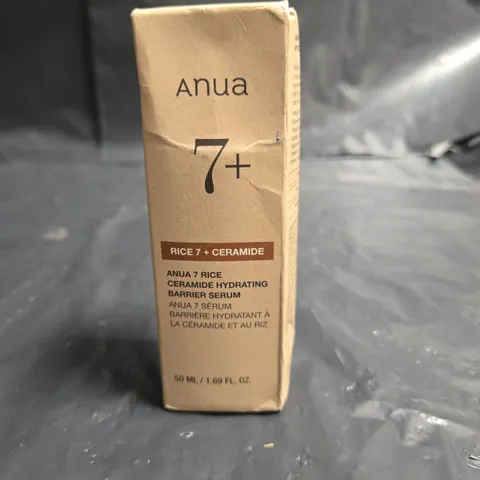 Anua
7+
RICE 7 + CERAMIDE
ANUA 7 RICE
CERAMIDE HYDRATING
BARRIER SERUM
ANUA 7 SÉRUM
BARRIÈRE HYDRATANT À
LA CÉRAMIDE ET AU RIZ
50 ML / 1.69 FL. OZ.